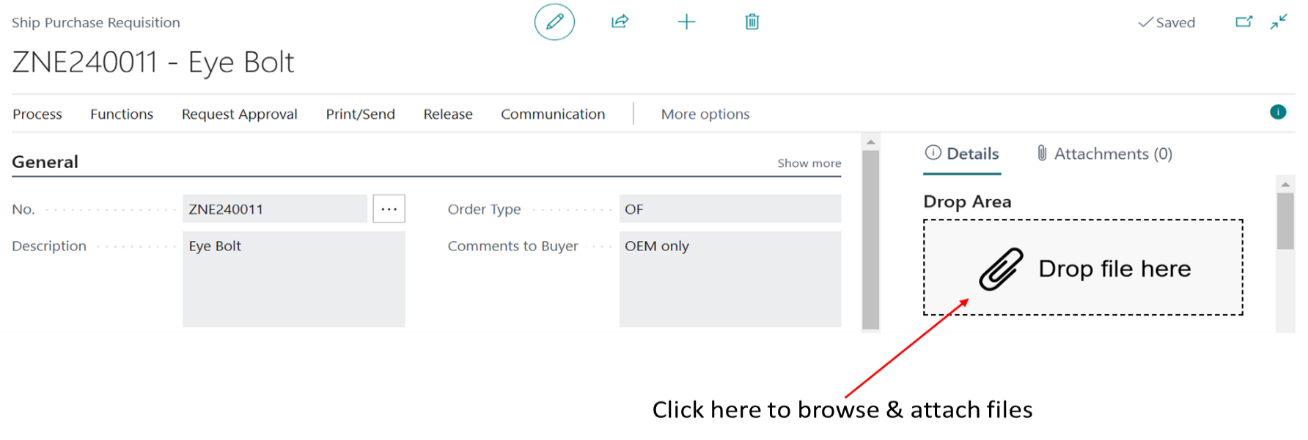 Ship Purchase Requisition
Saved
ZNE240011 - Eye Bolt
Process Functions Request Approval Print/Send Release Communication More options
General Show more
Details Attachments (0)
Drop Area
No. ZNE240011 ... Order Type OF
Description Eye Bolt Comments to Buyer OEM only
Drop file here
Click here to browse & attach files